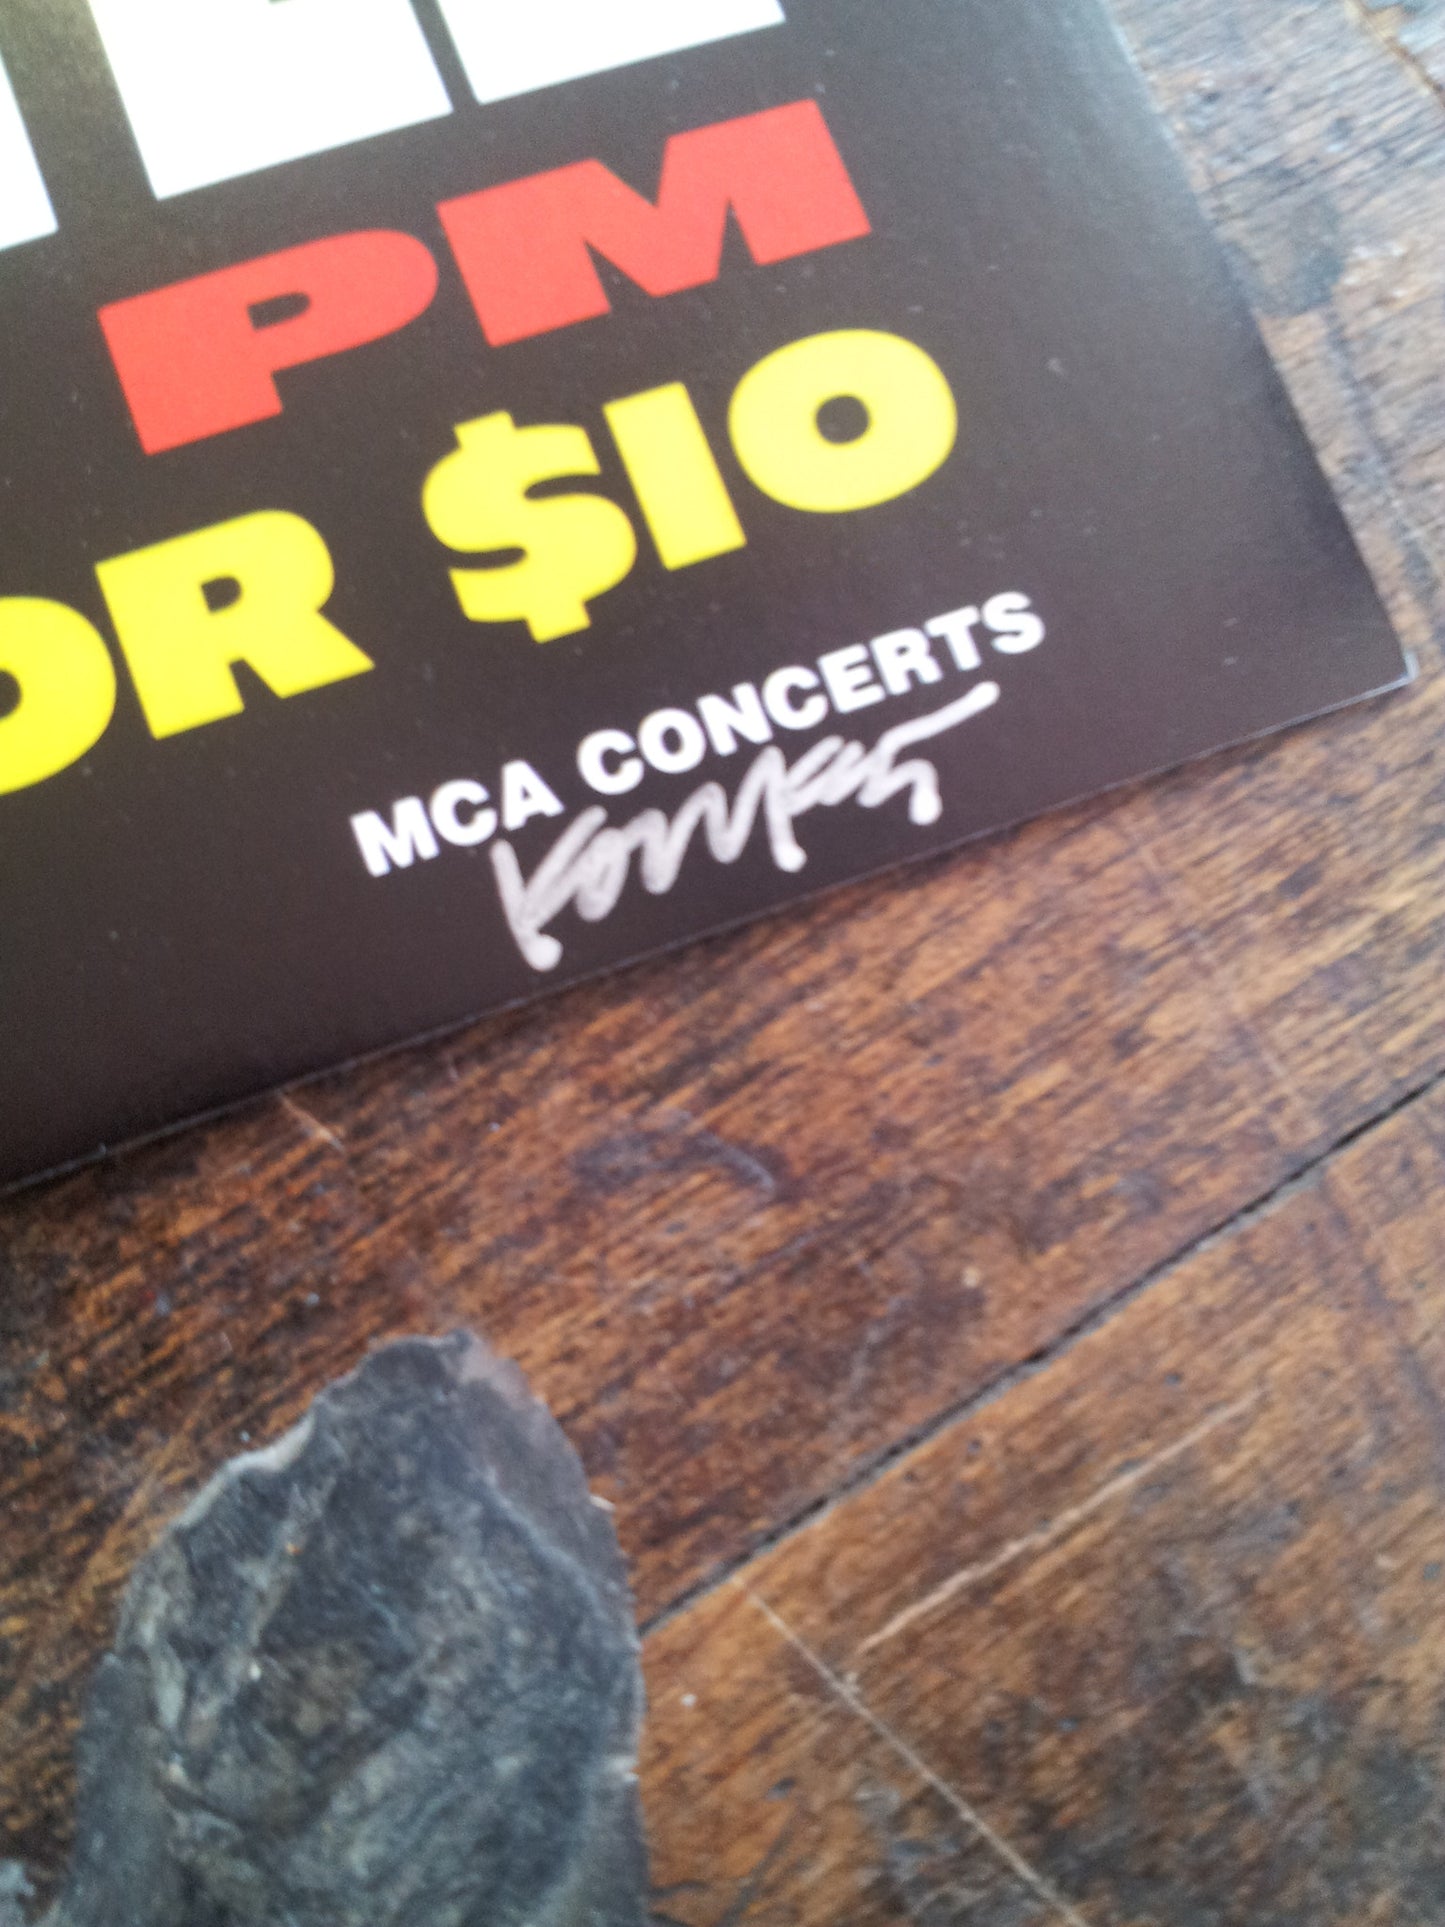 PM
OR $10
MCA CONCERTS